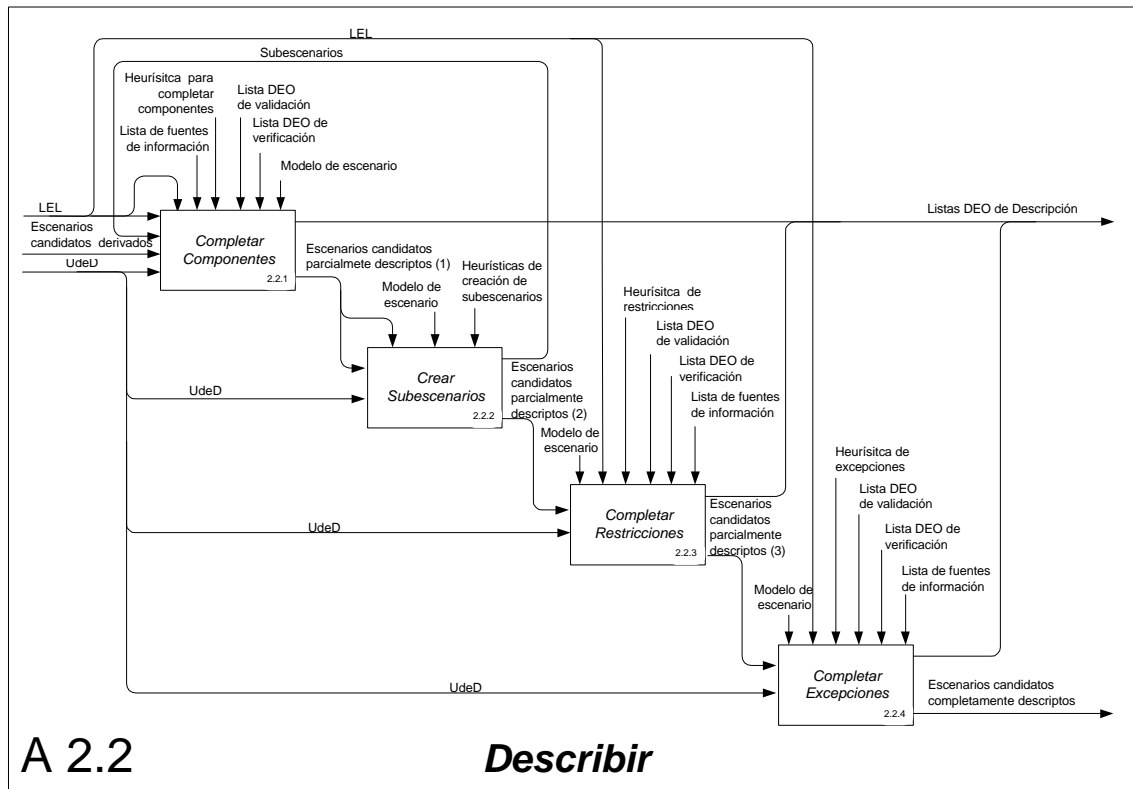 LEL
Subescenarios
Heurísitca para
completar
componentes
Lista DEO
de validación
Lista DEO de
verificación
Lista de fuentes
de información
Modelo de escenario
LEL
Escenarios
candidatos derivados
UdeD
Completar
Componentes
2.2.1
Listas DEO de Descripción
Escenarios candidatos
parcialmete descriptos (1)
Modelo de
escenario
Heurísticas de
creación de
subescenarios
UdeD
Crear
Subescenarios
2.2.2
Escenarios
candidatos
parcialmente
descriptos (2)
Heurísitca de
restricciones
Lista DEO
de validación
Lista DEO de
verificación
Lista de fuentes
de información
Modelo de
escenario
UdeD
Completar
Restricciones
2.2.3
Escenarios
candidatos
parcialmente
descriptos (3)
Heurísitca de
excepciones
Lista DEO
de validación
Lista DEO de
verificación
Lista de fuentes
de información
Modelo de
escenario
UdeD
Completar
Excepciones
2.2.4
Escenarios candidatos
completamente descriptos
A 2.2
Describir